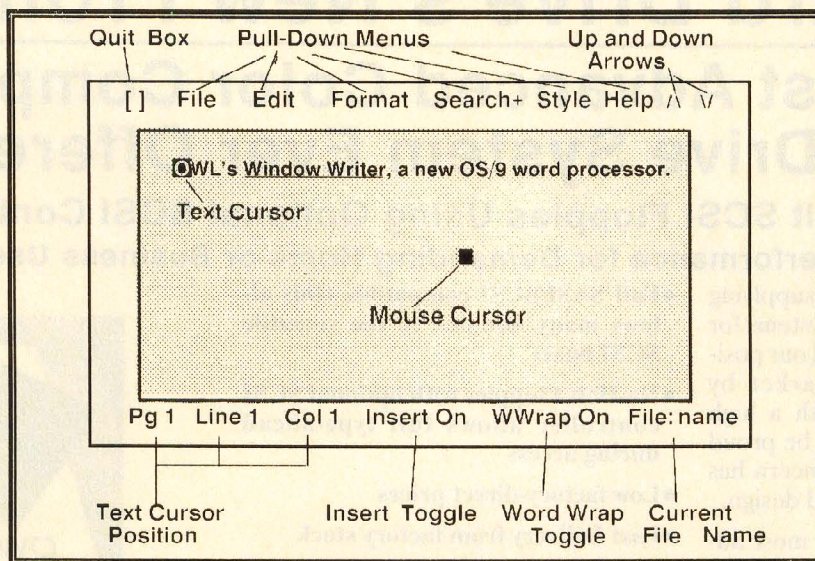 Quit Box Pull-Down Menus Up and Down
Arrows
[ ] File Edit Format Search+ Style Help /\ \/
OWL's Window Writer, a new OS/9 word processor.
Text Cursor
Mouse Cursor
Pg 1 Line 1 Col 1 Insert On WWrap On File: name
Text Cursor Insert Toggle Word Wrap Current
Position Toggle File Name